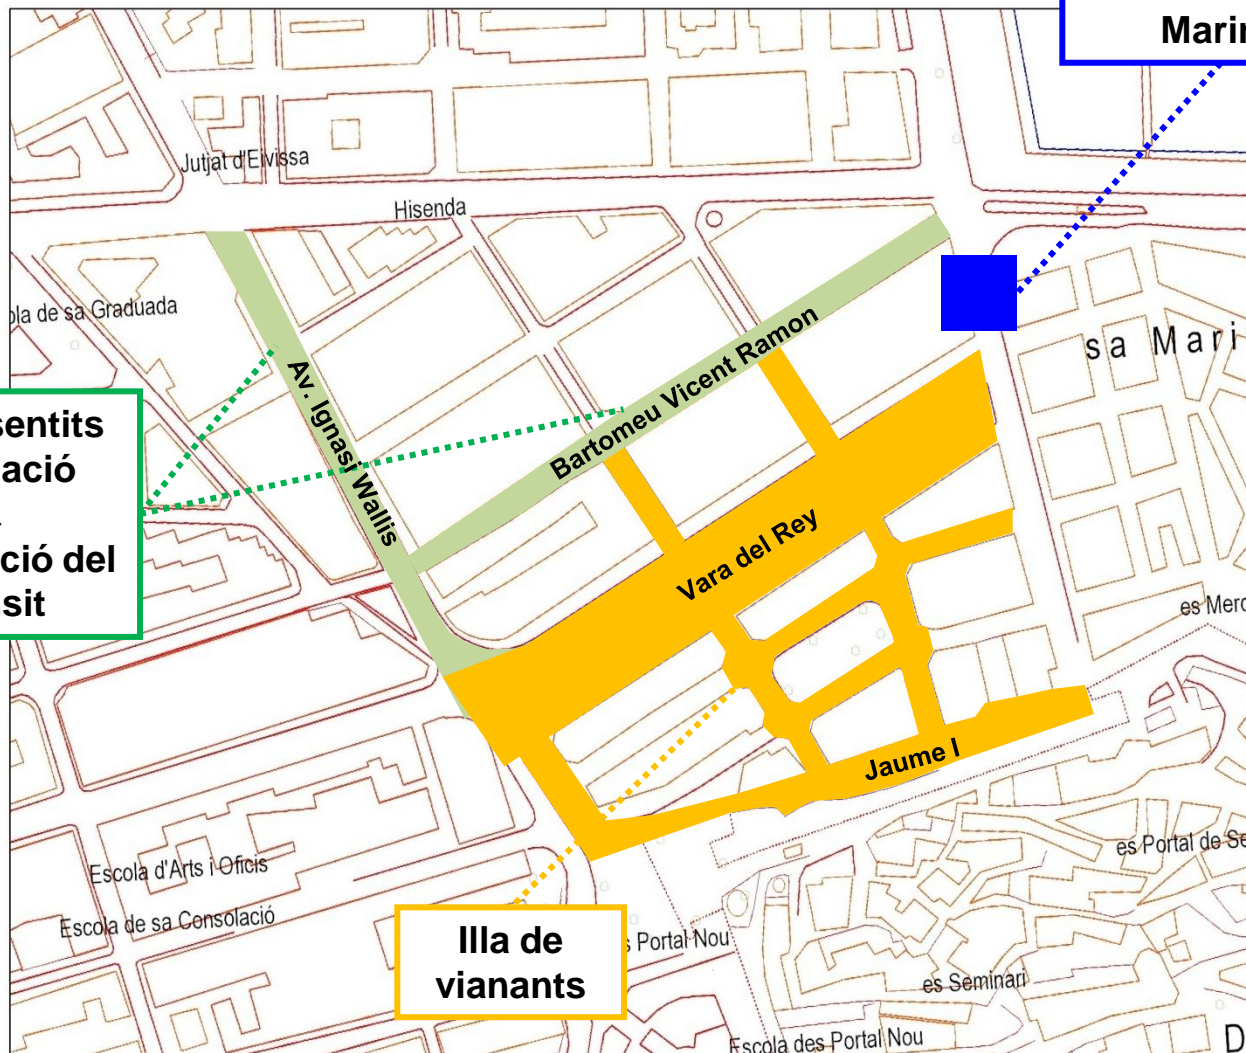 Marin
Jutjat d'Eivissa
Hisenda
ola de sa Graduada
sa Mari
Bartomeu Vicent Ramon
Av. Ignasi Wallis
sentits
ació
ció del
sit
Vara del Rey
es Merc
Jaume I
es Portal de Se
Escola d'Arts i Oficis
Escola de sa Consolació
Illa de
vianants
s Portal Nou
es Seminari
Escola des Portal Nou
D